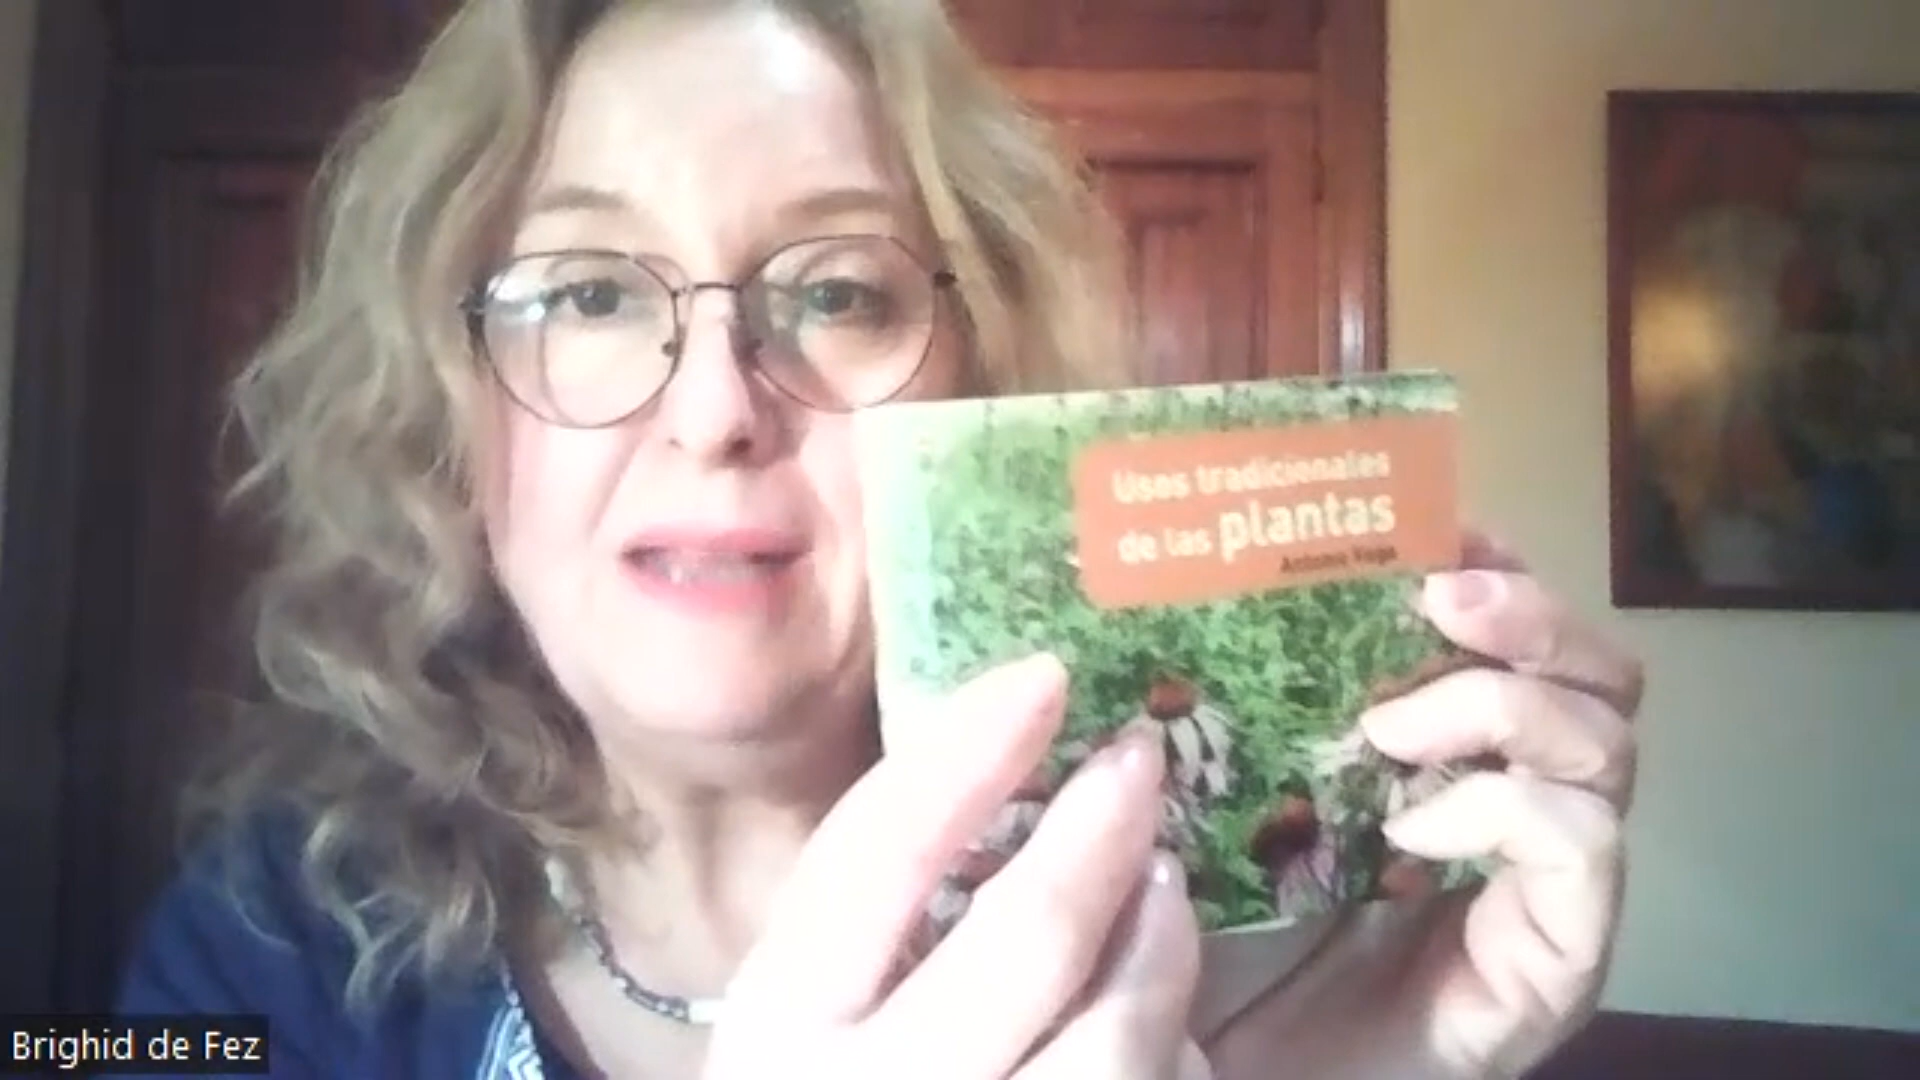 Usos tradicionales
de las plantas
Antonio Vega
Brighid de Fez